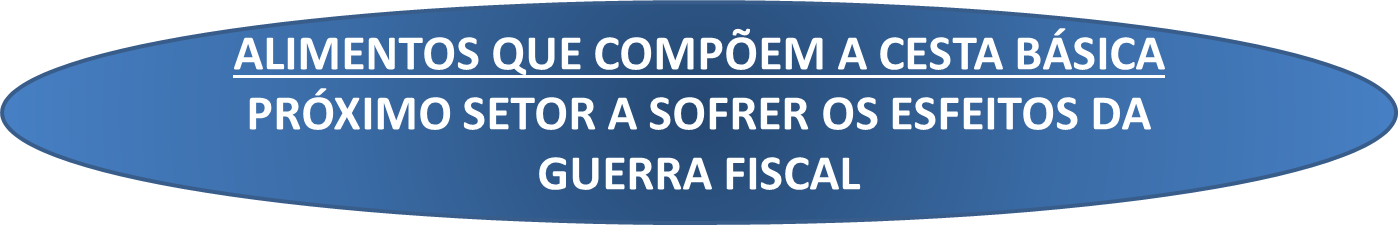 ALIMENTOS QUE COMPÕEM A CESTA BÁSICA
PRÓXIMO SETOR A SOFRER OS ESFEITOS DA
GUERRA FISCAL